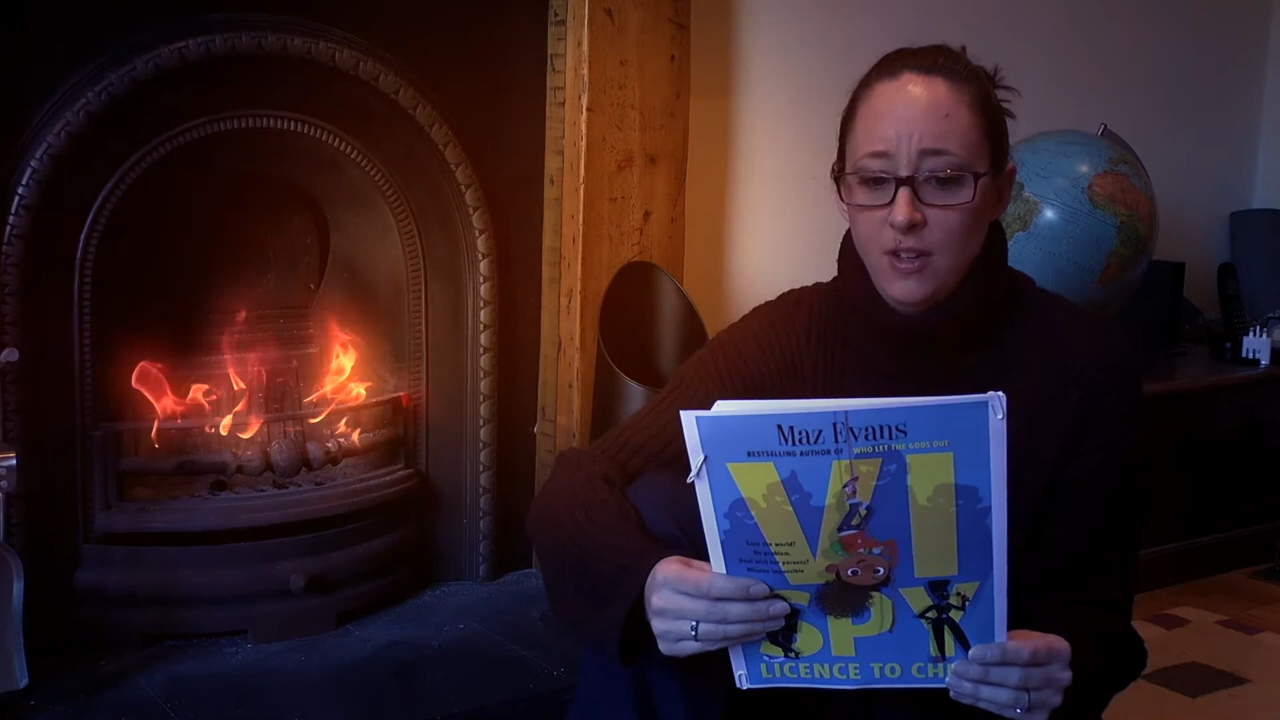 Maz Evans
BESTSELLING AUTHOR OF WHO LET THE GODS OUT
VI
Save the world?
No problem.
Deal with her parents?
Mission impossible
SPY
LICENCE TO CH